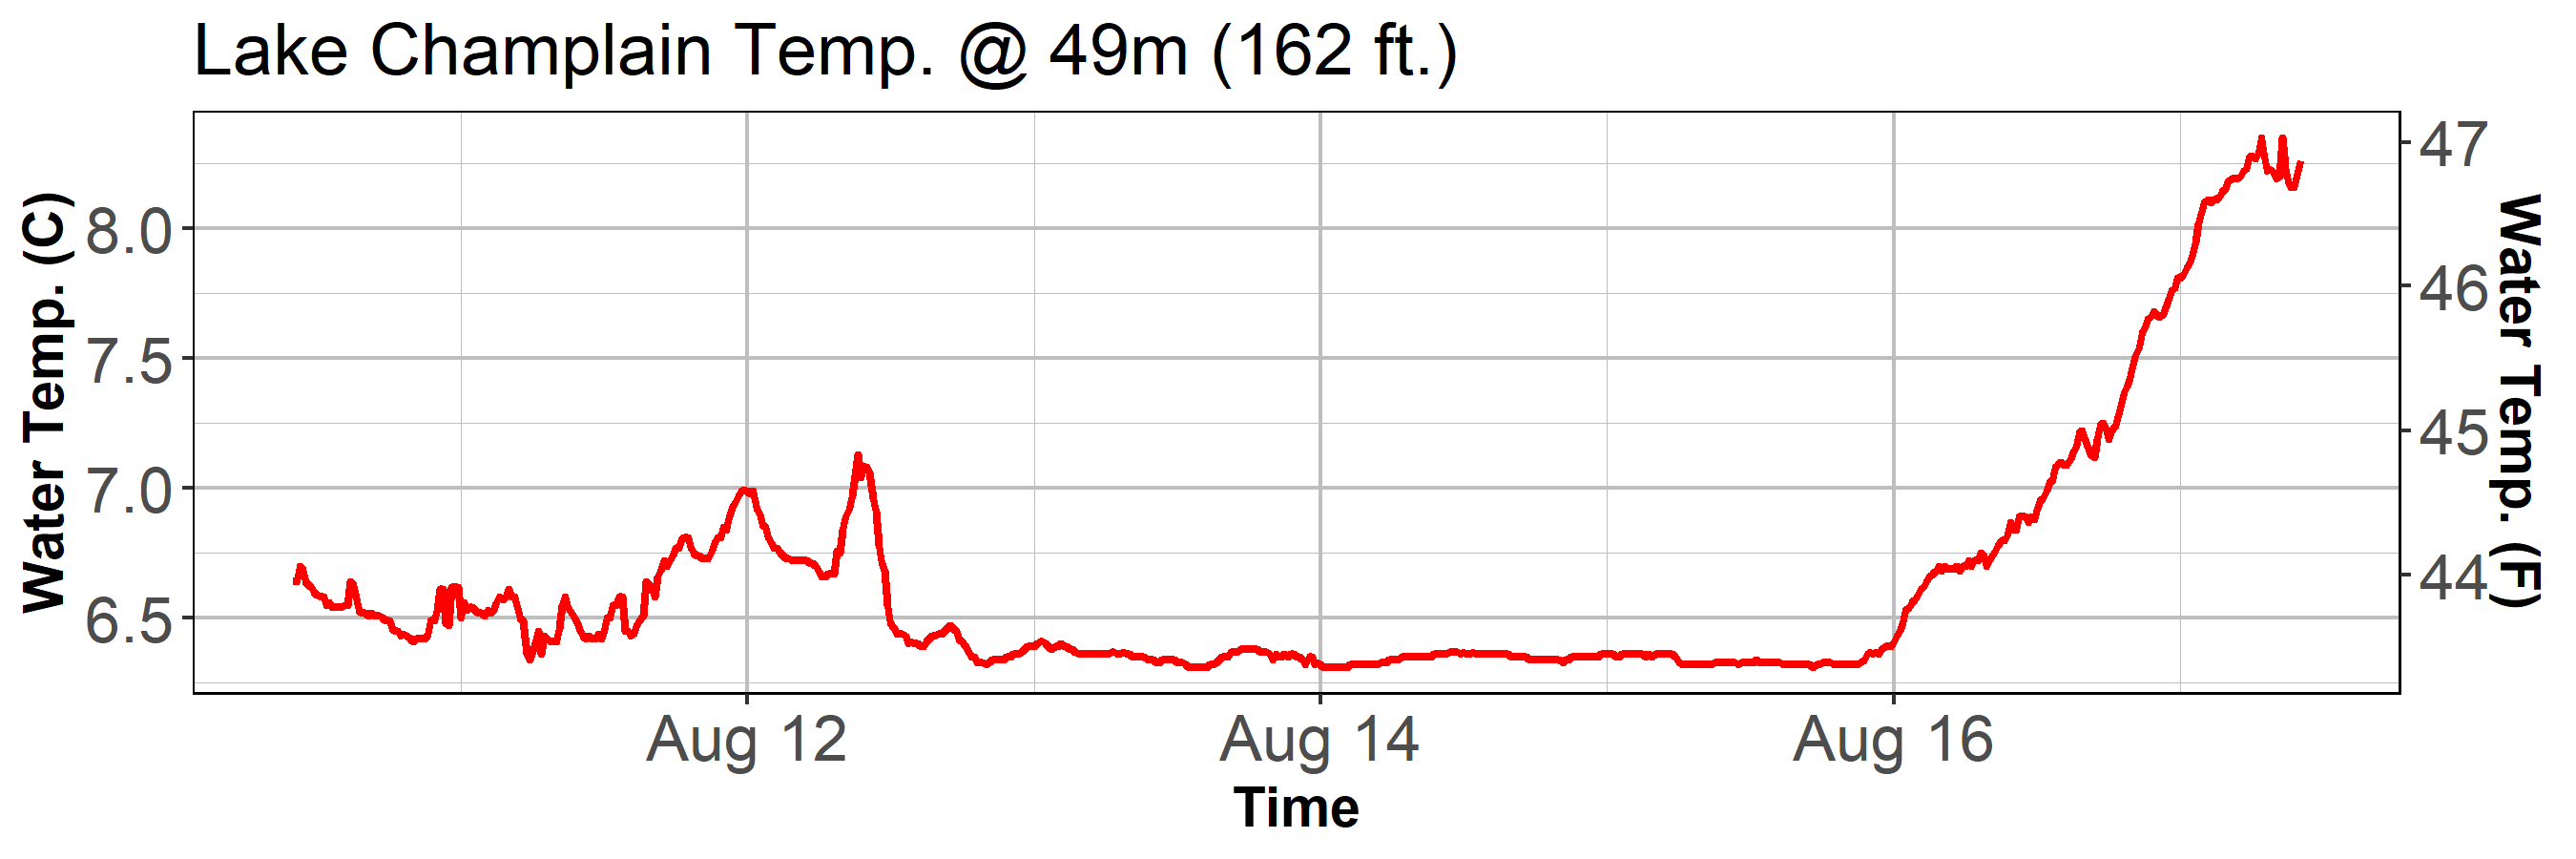 Lake Champlain Temp. @ 49m (162 ft.)
Water Temp. (C)
8.0
7.5
7.0
6.5
47
46
45
44
Water Temp. (F)
Aug 12
Aug 14
Aug 16
Time